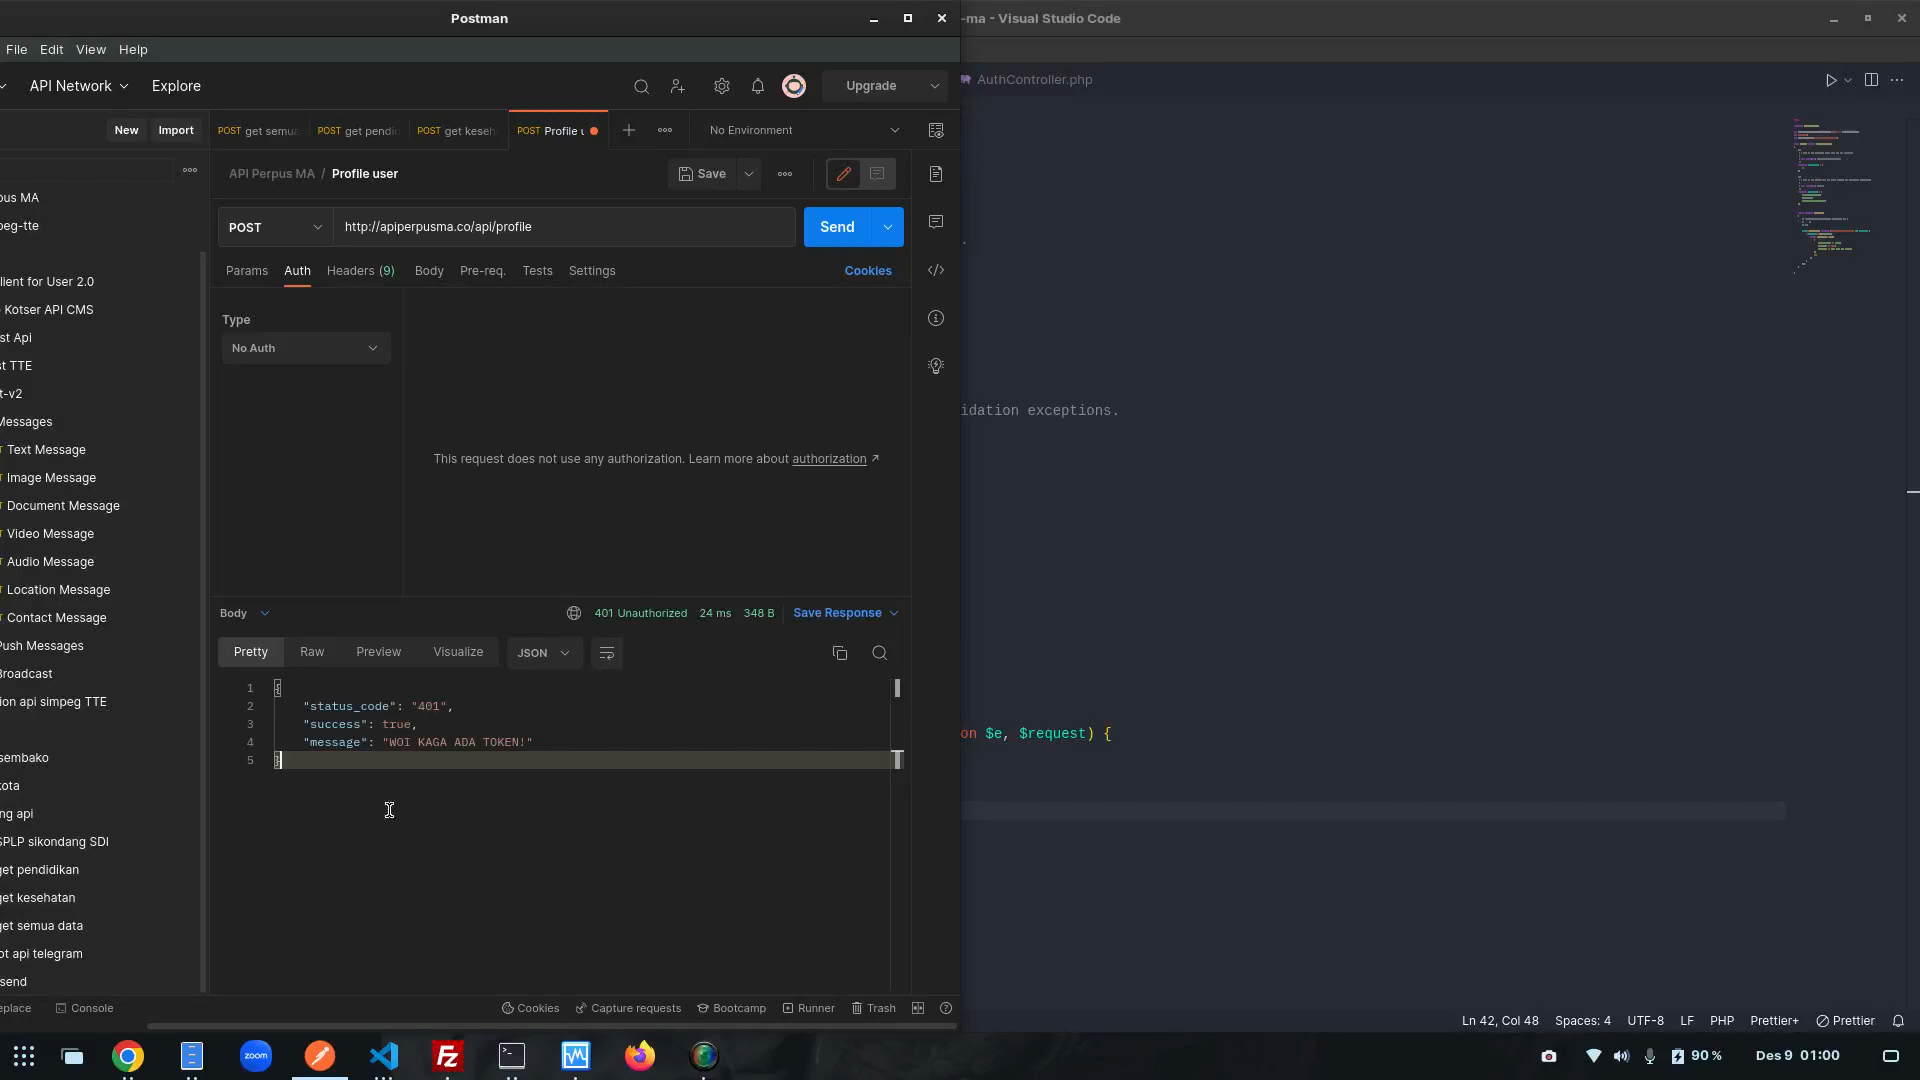 Postman
-ma - Visual Studio Code
File Edit View Help
API Network Explore Upgrade
AuthController.php
New Import POST get semua POST get pendi POST get keseh POST Profile u No Environment
API Perpus MA / Profile user Save
POST http://apiperpusma.co/api/profile Send
Params Auth Headers (9) Body Pre-req. Tests Settings Cookies
Type
No Auth
This request does not use any authorization. Learn more about authorization
pus MA
peg-tte
lient for User 2.0
Kotser API CMS
st Api
t TTE
t-v2
Messages
Text Message
Image Message
Document Message
Video Message
Audio Message
Location Message
Contact Message
Push Messages
Broadcast
ion api simpeg TTE
sembako
kota
ng api
SPLP sikondang SDI
get pendidikan
get kesehatan
get semua data
ot api telegram
send
idation exceptions.
on $e, $request) {
Body 401 Unauthorized 24 ms 348 B Save Response
Pretty Raw Preview Visualize JSON
1 {
2 "status_code": "401",
3 "success": true,
4 "message": "WOI KAGA ADA TOKEN!"
5 }
eplace Console Cookies Capture requests Bootcamp Runner Trash
Ln 42, Col 48 Spaces: 4 UTF-8 LF PHP Prettier+ Prettier
zoom 90 % Des 9 01:00